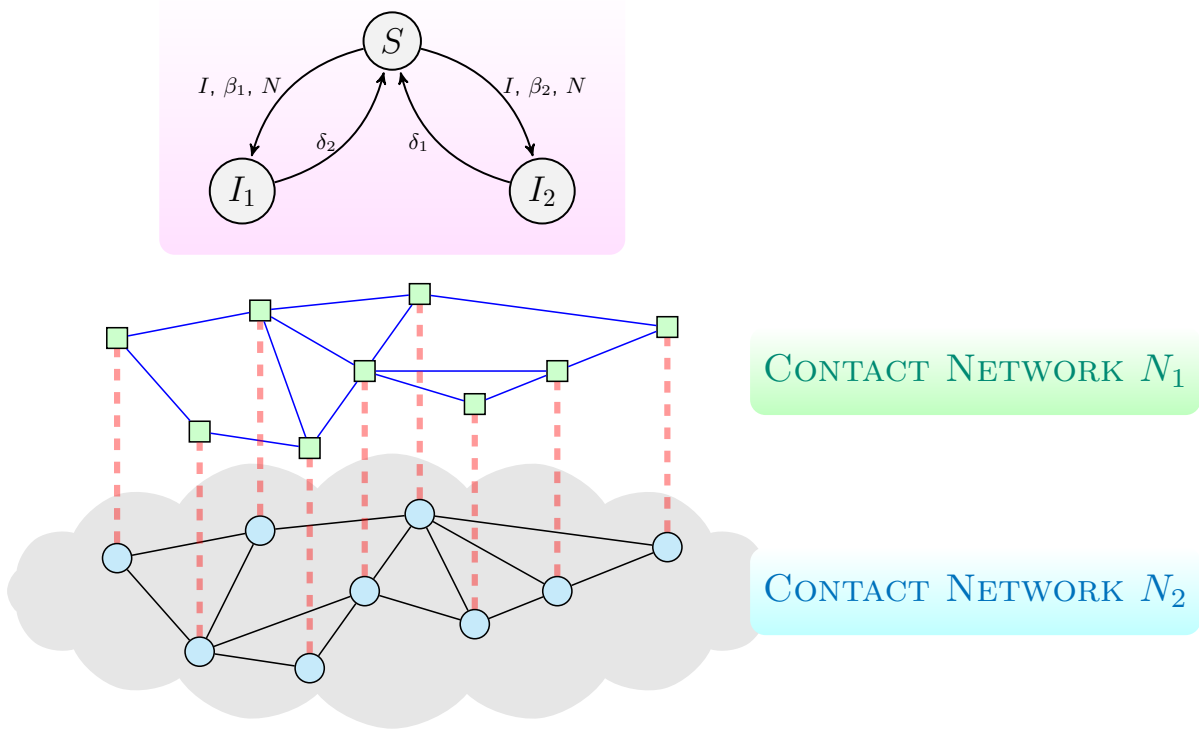 S
I, β₁, N
I, β₂, N
δ₂
δ₁
I₁
I₂
CONTACT NETWORK N₁
CONTACT NETWORK N₂